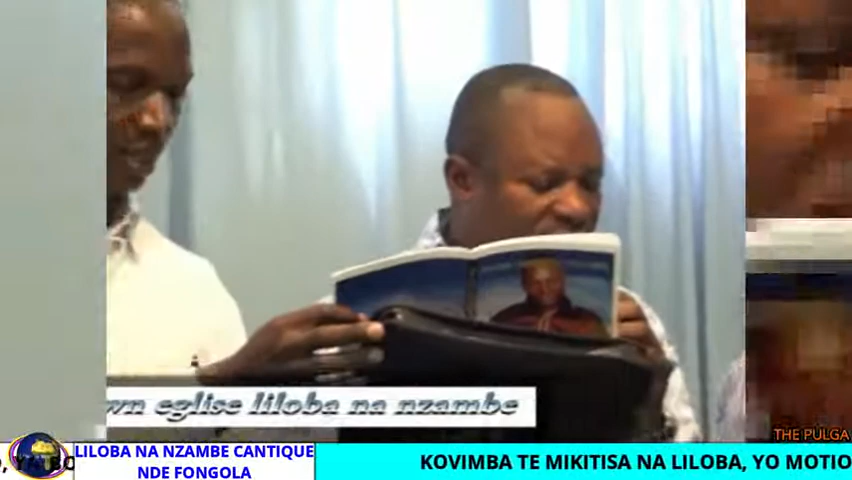 wn eglise liloba na nzambe
THE PULGA
LILOBA NA NZAMBE CANTIQUE
NDE FONGOLA
KOVIMBA TE MIKITISA NA LILOBA, YO MOTIO